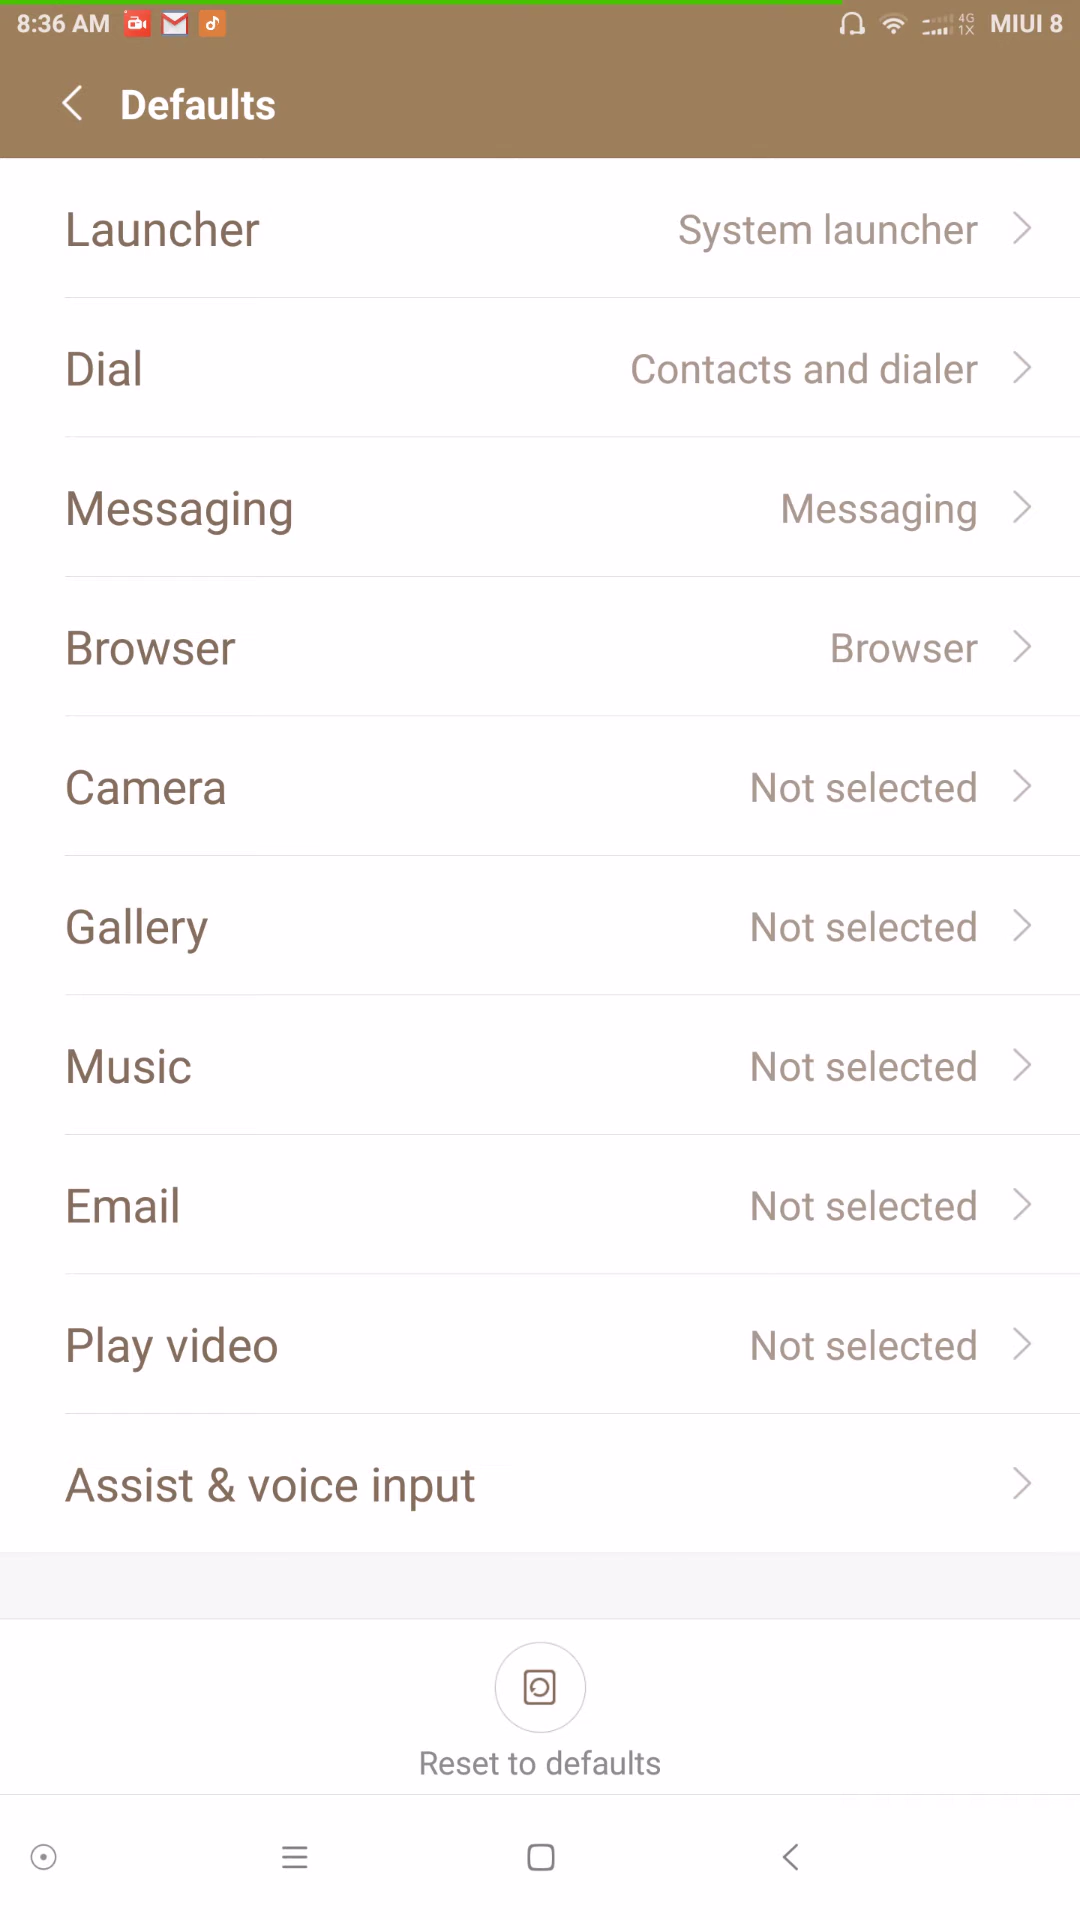 8:36 AM 4G 1X MIUI 8
Defaults
Launcher System launcher
Dial Contacts and dialer
Messaging Messaging
Browser Browser
Camera Not selected
Gallery Not selected
Music Not selected
Email Not selected
Play video Not selected
Assist & voice input
Reset to defaults